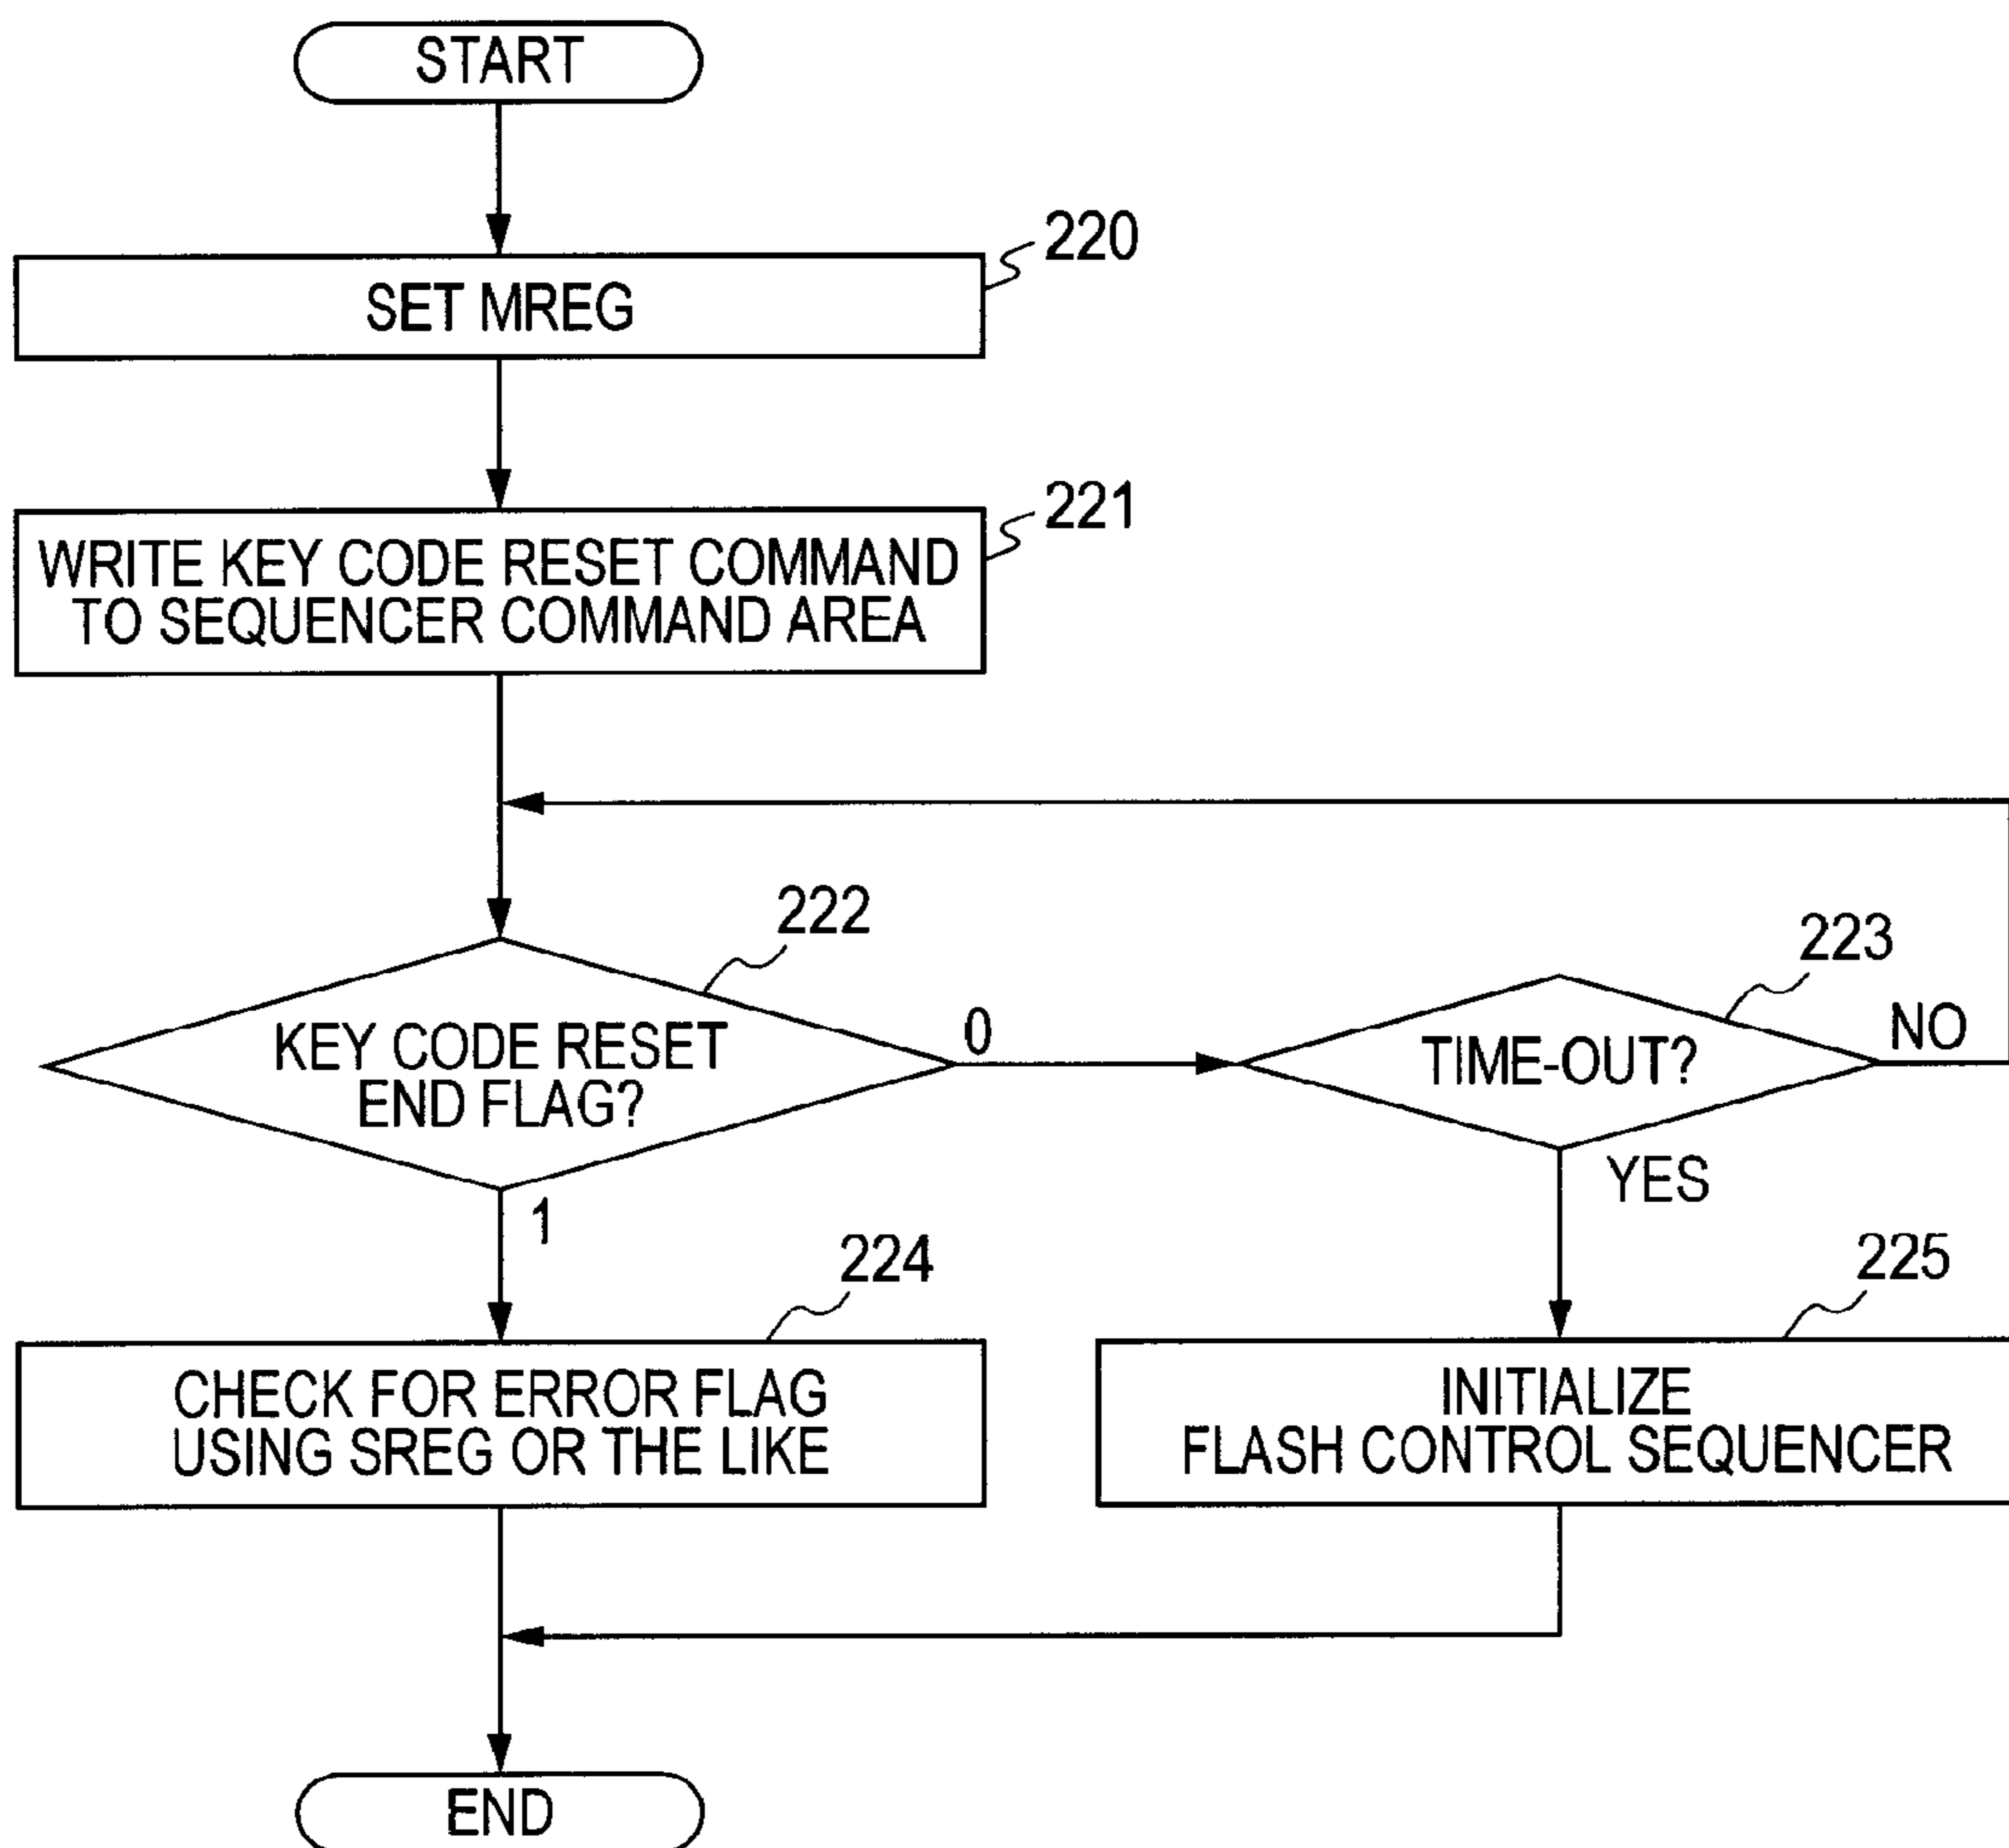 START
220
SET MREG
221
WRITE KEY CODE RESET COMMAND
TO SEQUENCER COMMAND AREA
222
223
KEY CODE RESET
END FLAG?
0
TIME-OUT?
NO
1
YES
224
225
CHECK FOR ERROR FLAG
USING SREG OR THE LIKE
INITIALIZE
FLASH CONTROL SEQUENCER
END